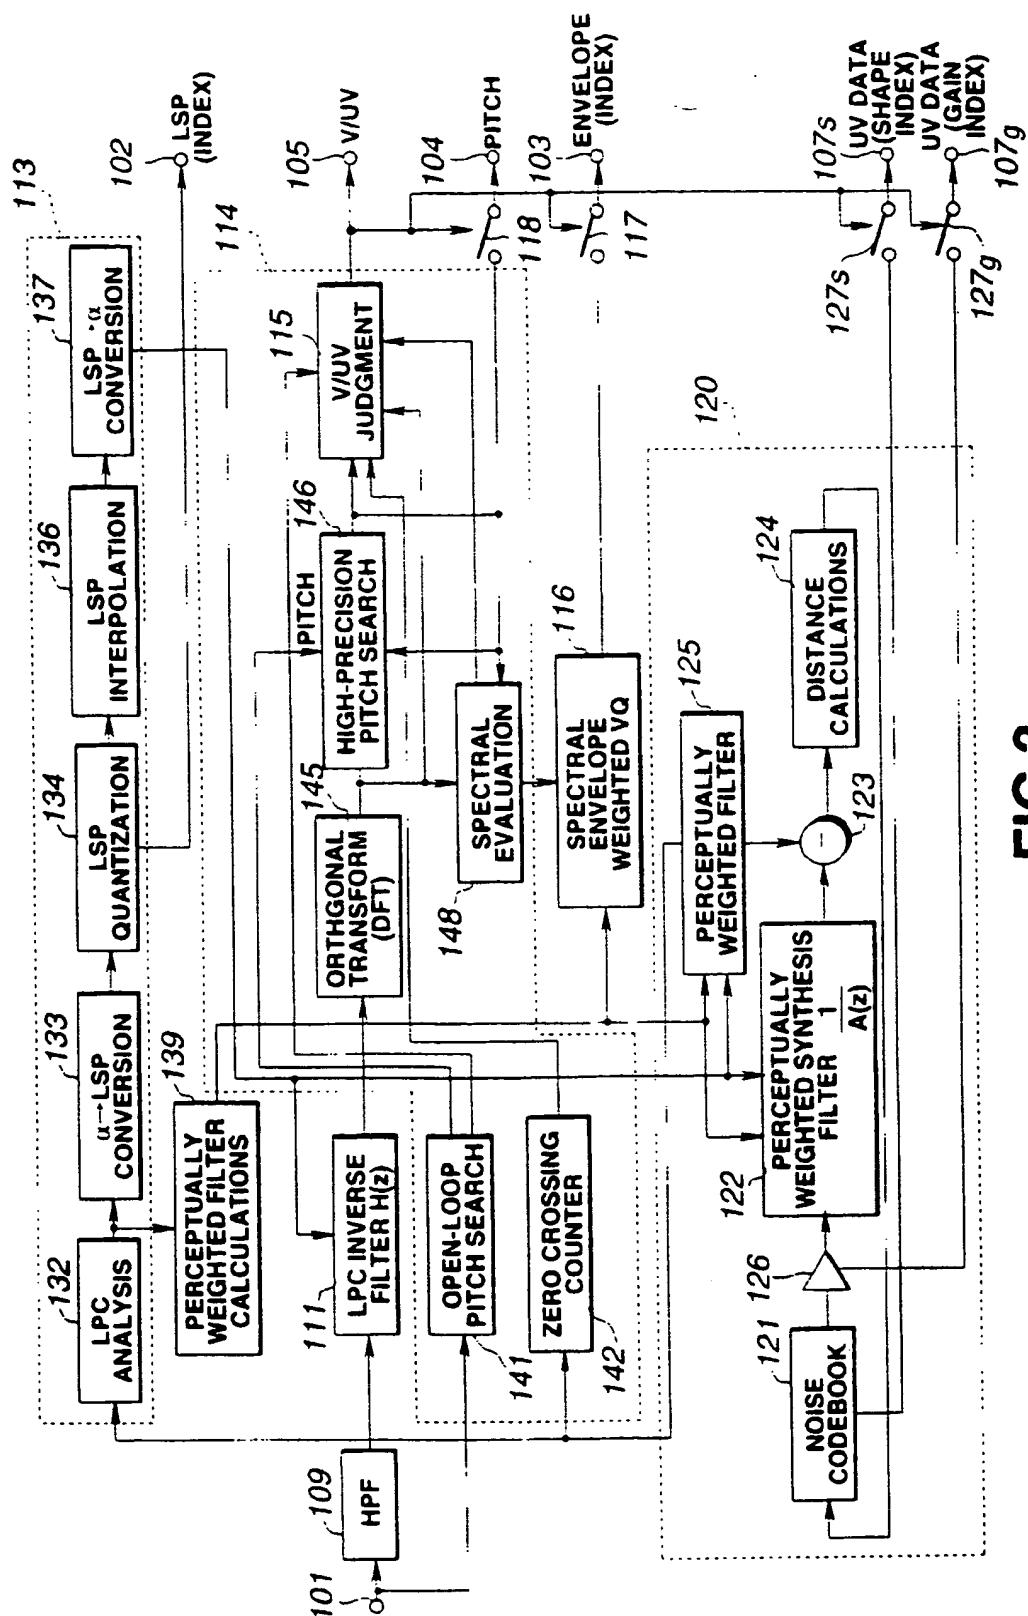 101
109
HPF
113
132
LPC
ANALYSIS
133
α→LSP
CONVERSION
134
LSP
QUANTIZATION
136
LSP
INTERPOLATION
137
LSP·α
CONVERSION
102
LSP
(INDEX)
139
PERCEPTUALLY
WEIGHTED FILTER
CALCULATIONS
114
111
LPC INVERSE
FILTER H(z)
145
ORTHGONAL
TRANSFORM
(DFT)
PITCH
146
HIGH-PRECISION
PITCH SEARCH
115
V/UV
JUDGMENT
105
V/UV
141
OPEN-LOOP
PITCH SEARCH
142
ZERO CROSSING
COUNTER
148
SPECTRAL
EVALUATION
118
104
PITCH
116
SPECTRAL
ENVELOPE
WEIGHTED VQ
117
103
ENVELOPE
(INDEX)
120
125
PERCEPTUALLY
WEIGHTED FILTER
121
NOISE
CODEBOOK
126
122
PERCEPTUALLY
WEIGHTED SYNTHESIS
FILTER 1
A(z)
123
124
DISTANCE
CALCULATIONS
127s
107s
UV DATA
(SHAPE
INDEX)
127g
107g
UV DATA
(GAIN
INDEX)